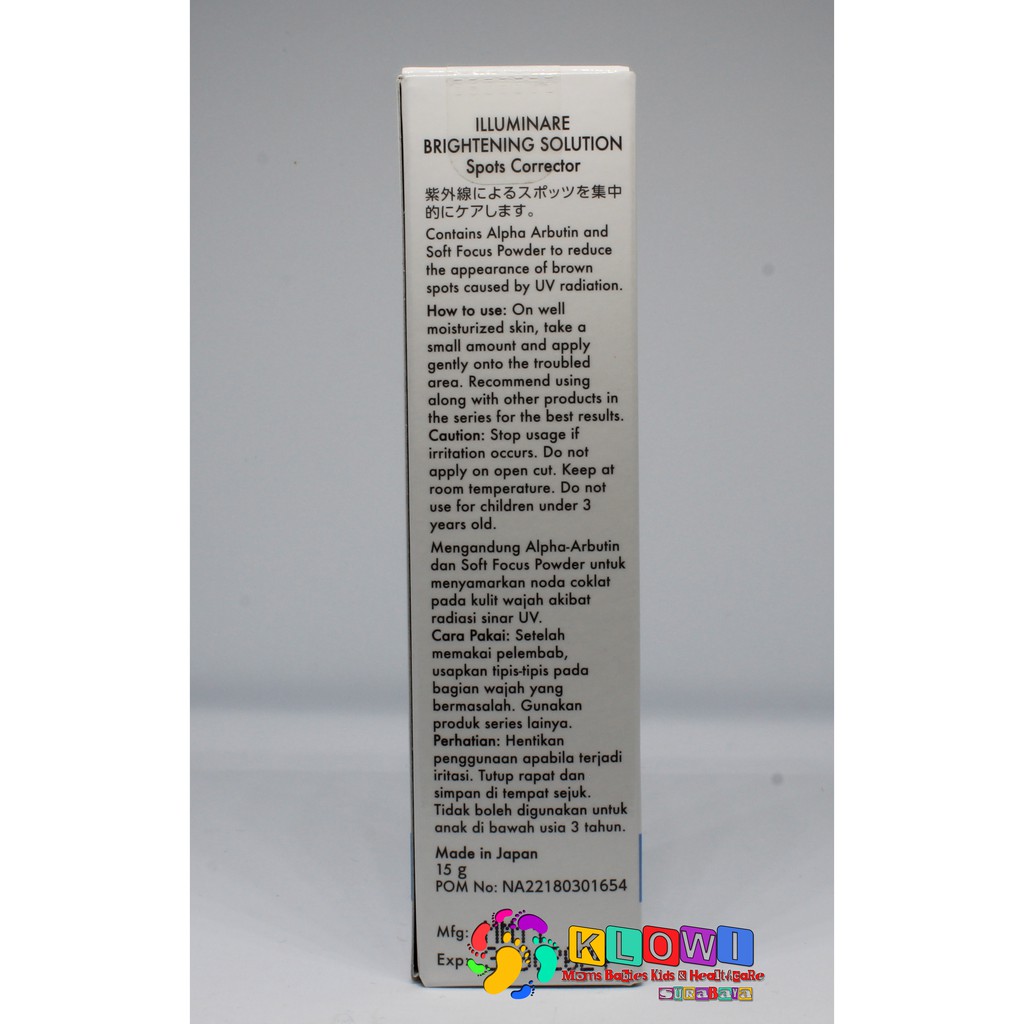 ILLUMINARE
BRIGHTENING SOLUTION
Spots Corrector
紫外線によるスポッツを集中
的にケアします。
Contains Alpha Arbutin and
Soft Focus Powder to reduce
the appearance of brown
spots caused by UV radiation.
How to use: On well
moisturized skin, take a
small amount and apply
gently onto the troubled
area. Recommend using
along with other products in
the series for the best results.
Caution: Stop usage if
irritation occurs. Do not
apply on open cut. Keep at
room temperature. Do not
use for children under 3
years old.
Mengandung Alpha-Arbutin
dan Soft Focus Powder untuk
menyamarkan noda coklat
pada kulit wajah akibat
radiasi sinar UV.
Cara Pakai: Setelah
memakai pelembab,
usapkan tipis-tipis pada
bagian wajah yang
bermasalah. Gunakan
produk series lainya.
Perhatian: Hentikan
penggunaan apabila terjadi
iritasi. Tutup rapat dan
simpan di tempat sejuk.
Tidak boleh digunakan untuk
anak di bawah usia 3 tahun.
Made in Japan
15 g
POM No: NA22180301654
Mfg:
Exp:
KLOWI
Moms Babies Kids & Healthcare
SURABAYA